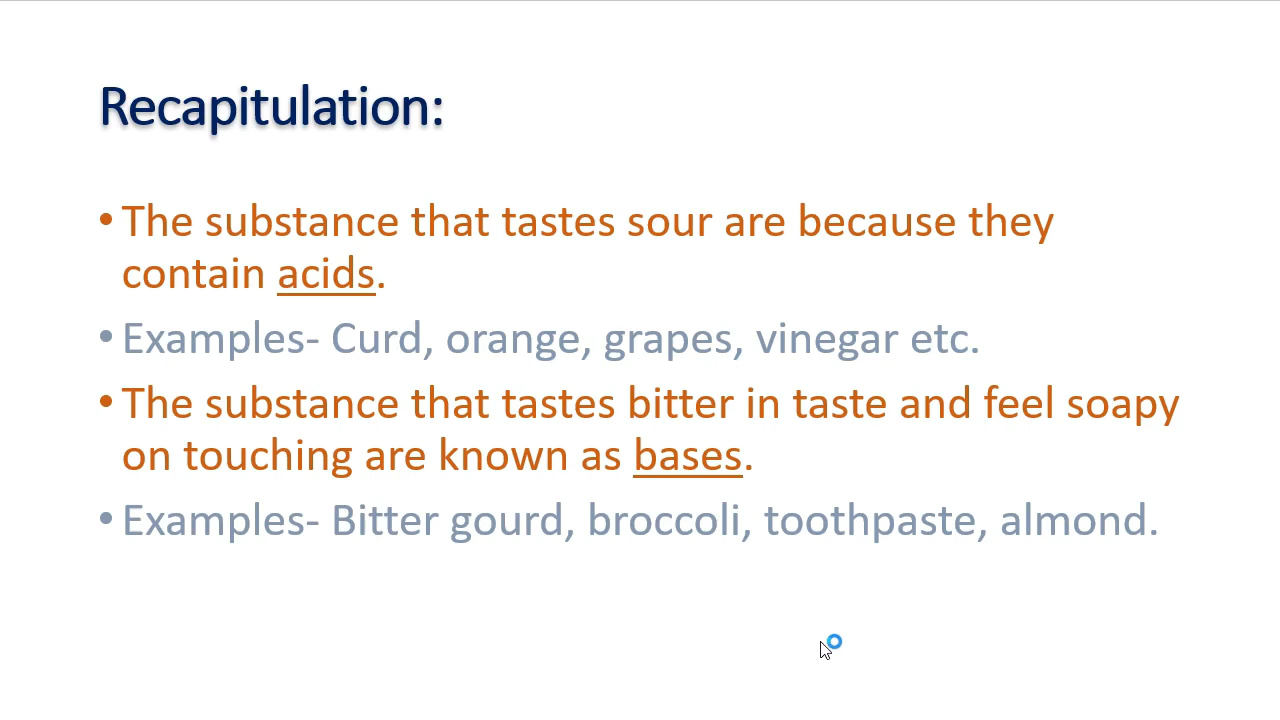 Recapitulation:
•The substance that tastes sour are because they
contain acids.
•Examples- Curd, orange, grapes, vinegar etc.
•The substance that tastes bitter in taste and feel soapy
on touching are known as bases.
•Examples- Bitter gourd, broccoli, toothpaste, almond.